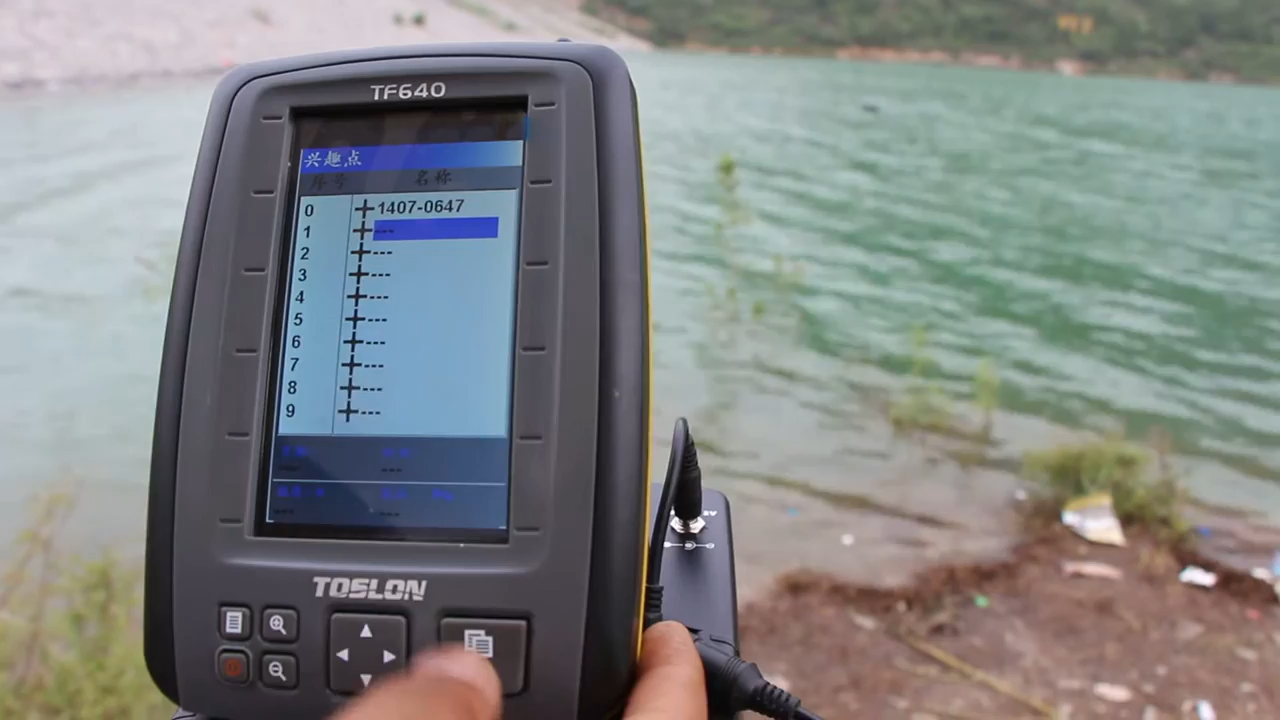 TF640
兴趣点
序号 名称
0 1407-0647
1 ---
2 ---
3 ---
4 ---
5 ---
6 ---
7 ---
8 ---
9 ---
TOSLON